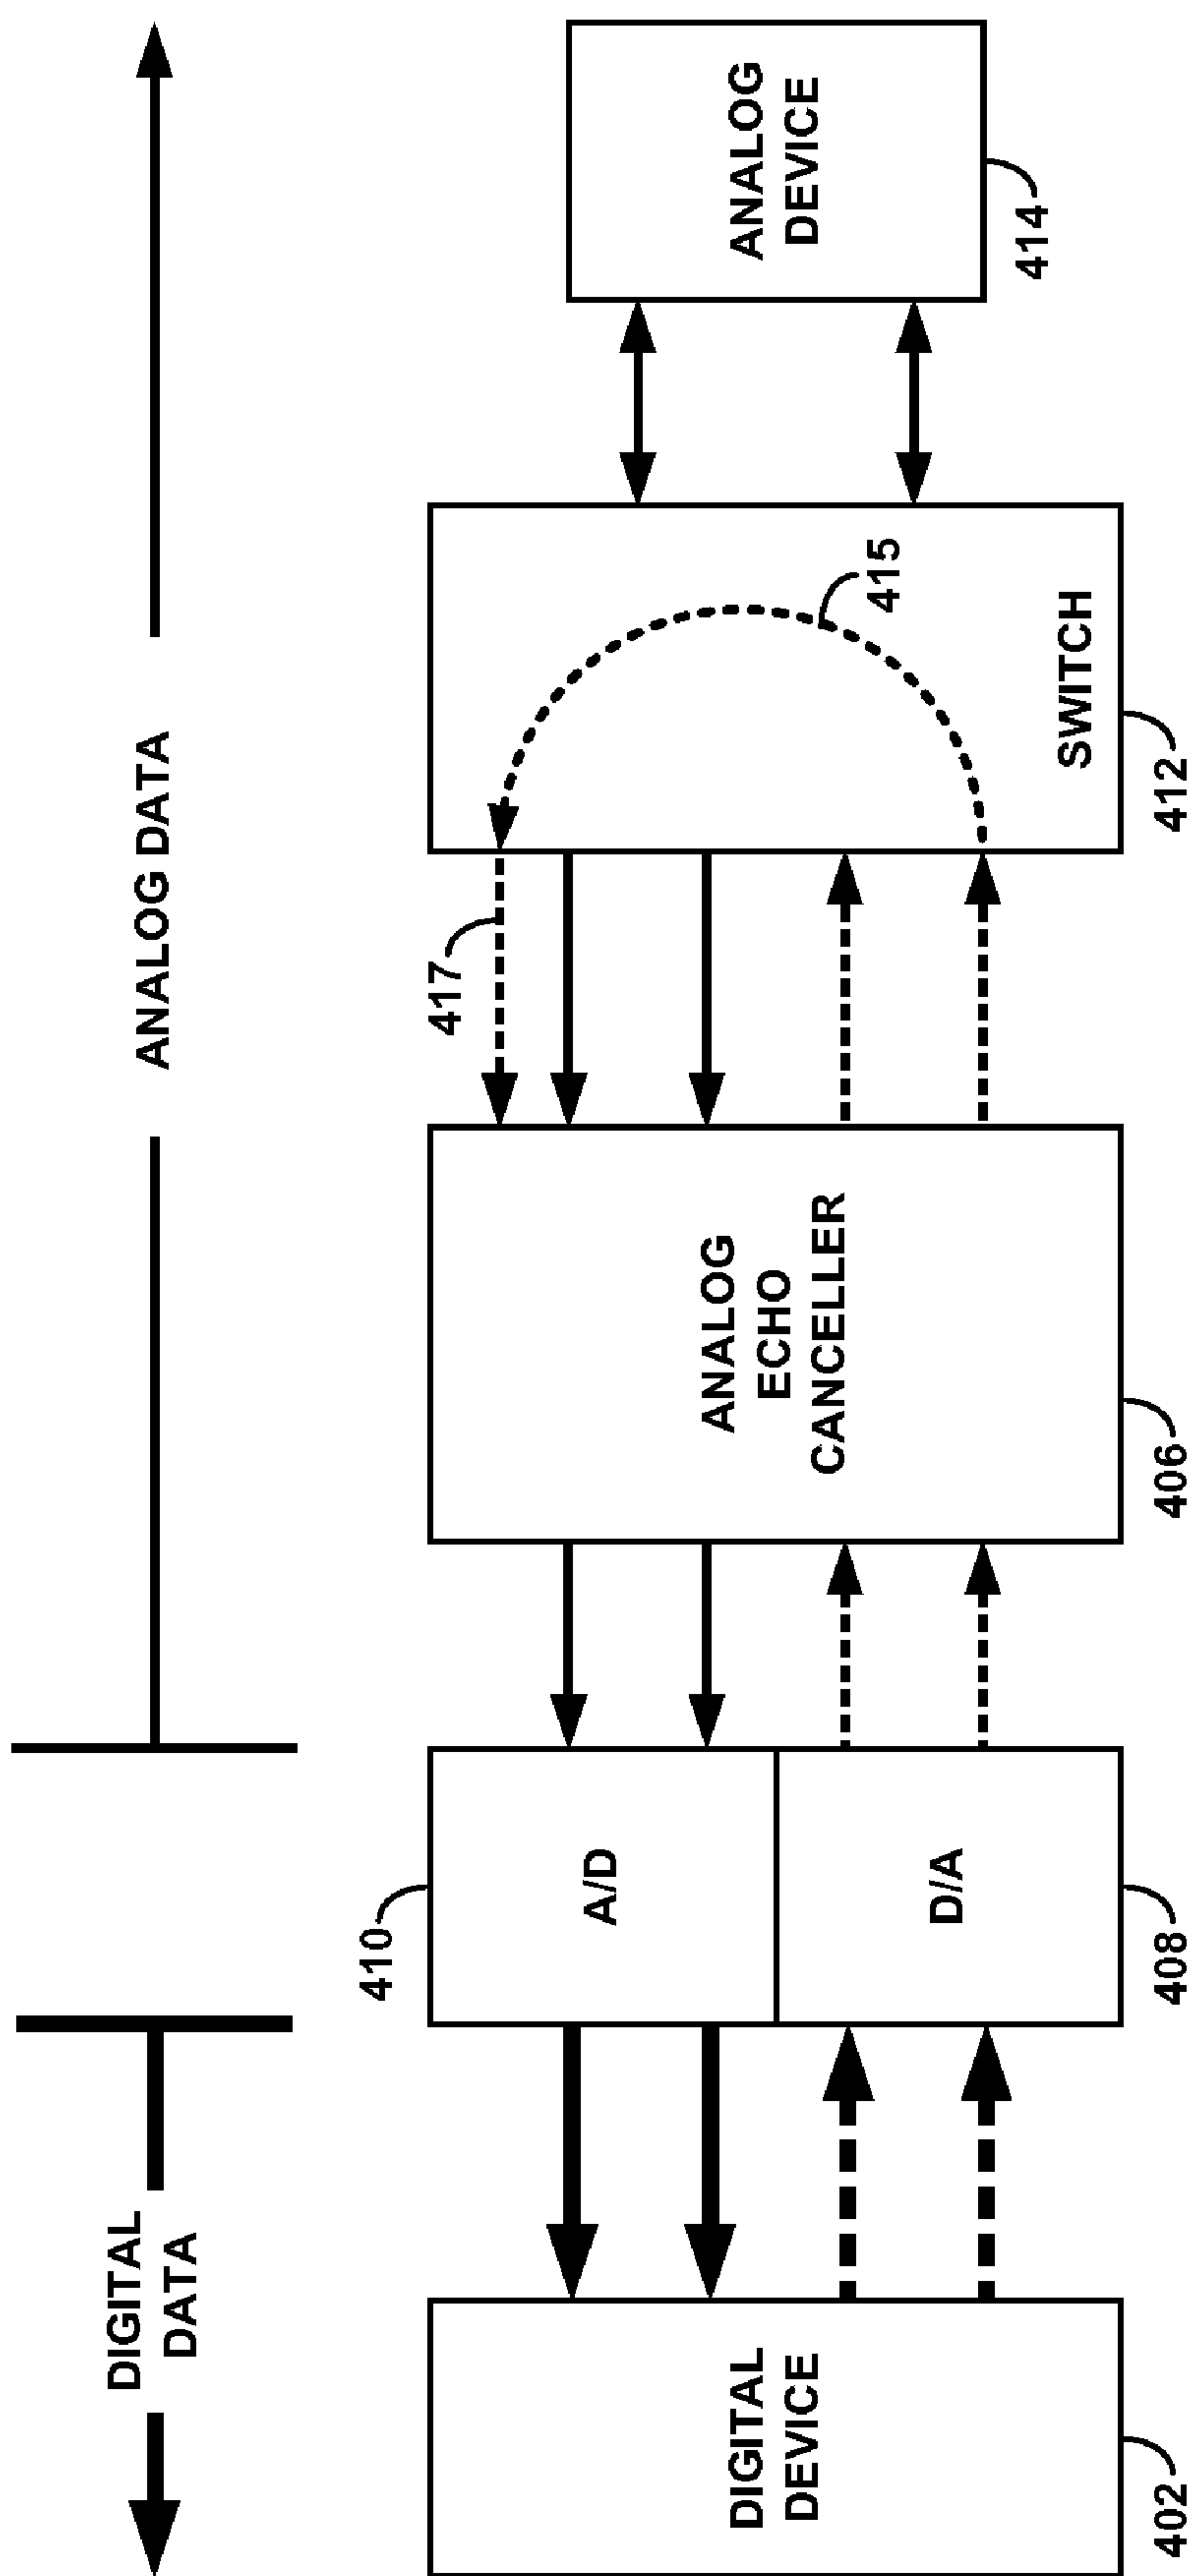 DIGITAL
DATA
ANALOG DATA
410
417
DIGITAL
DEVICE
A/D
D/A
ANALOG
ECHO
CANCELLER
415
SWITCH
ANALOG
DEVICE
414
402
408
406
412